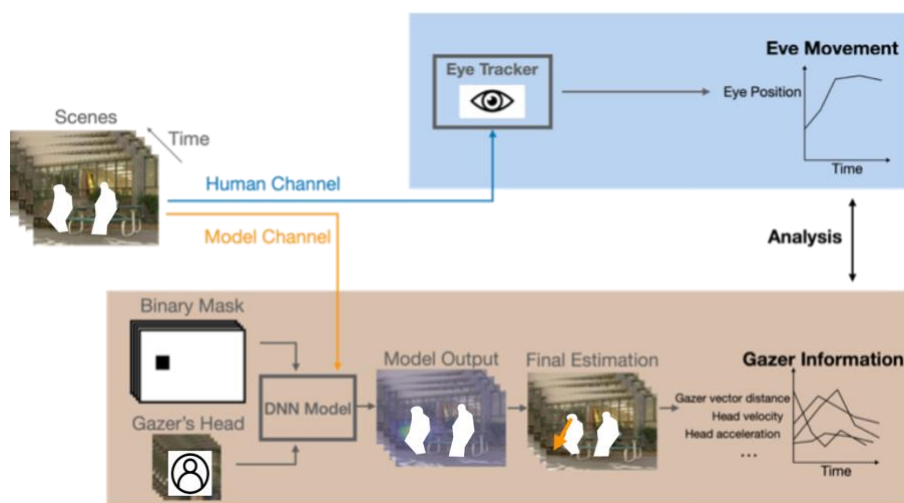 Eve Movement
Eye Tracker
Eye Position
Time
Scenes
Time
Human Channel
Model Channel
Analysis
Binary Mask
Gazer's Head
DNN Model
Model Output
Final Estimation
Gazer Information
Gazer vector distance
Head velocity
Head acceleration
...
Time